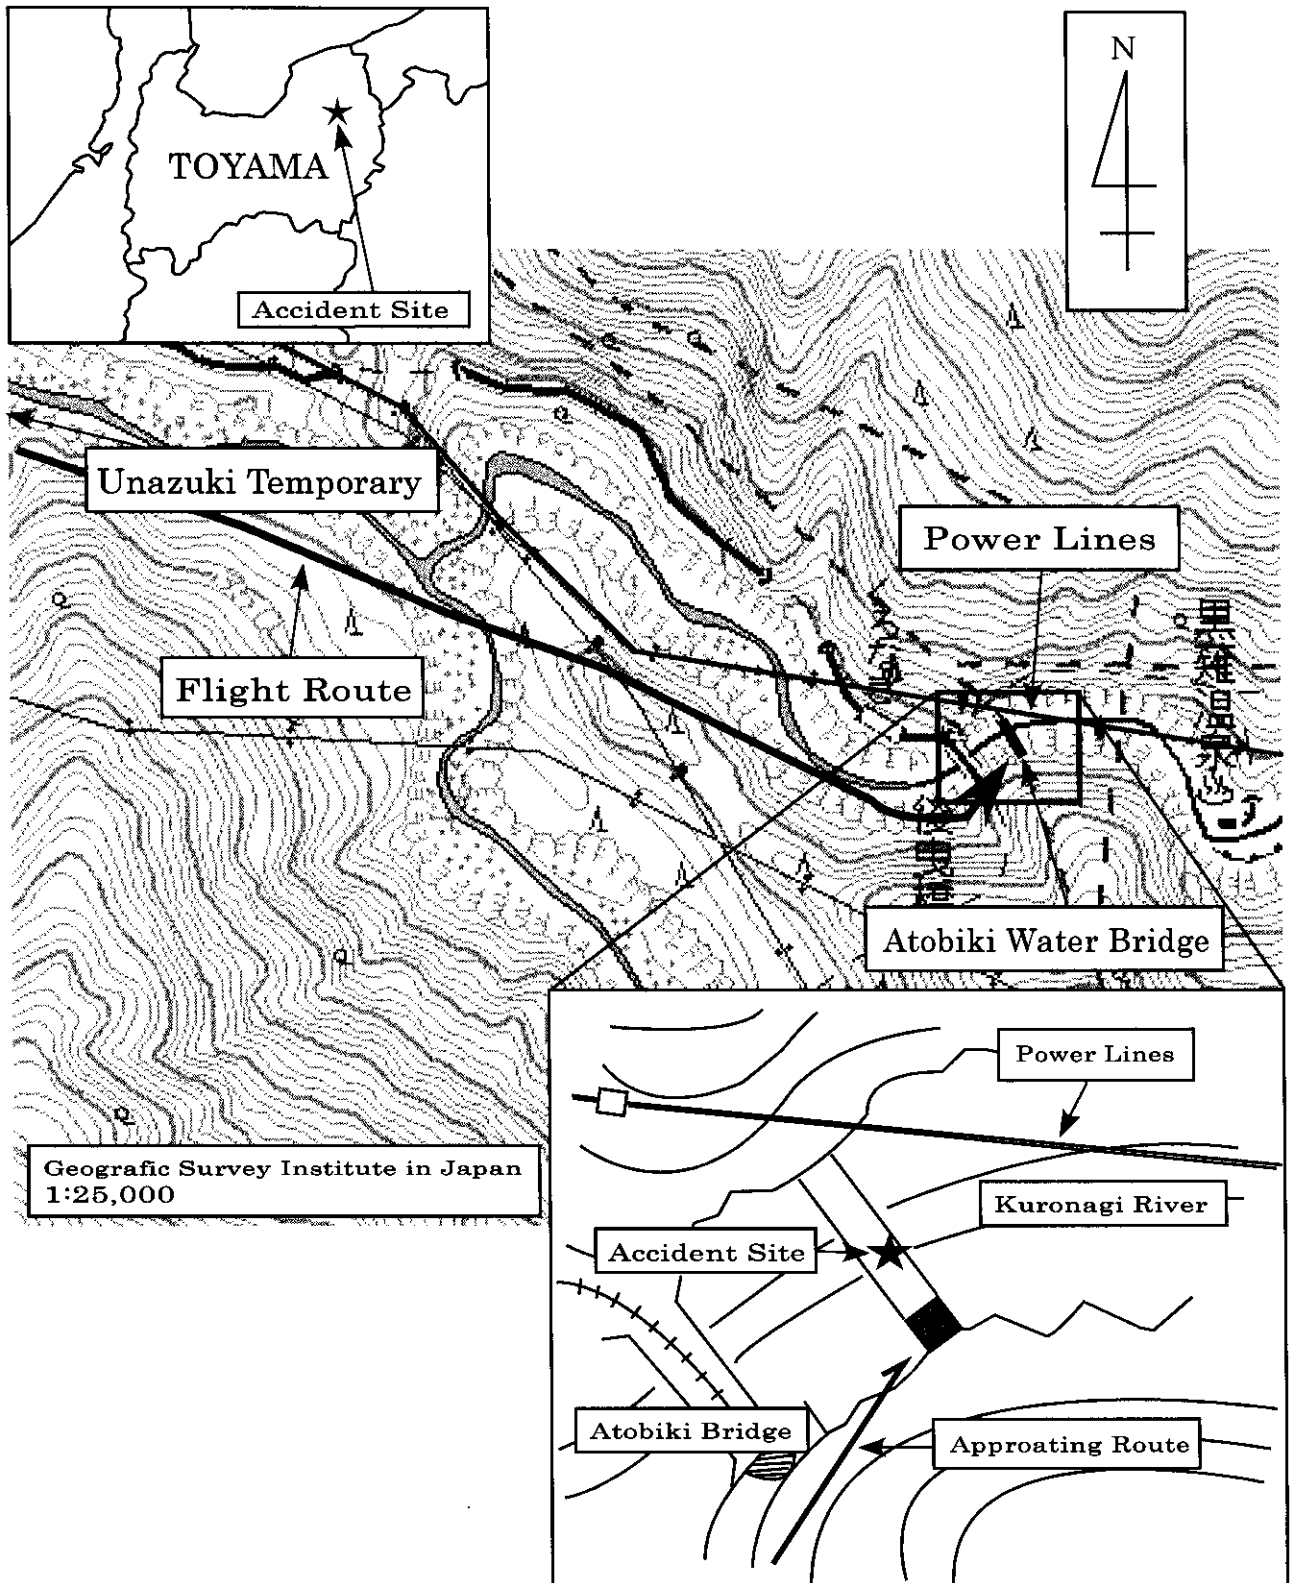 N
TOYAMA
Accident Site
Unazuki Temporary
Power Lines
Flight Route
黒薙温泉
Atobiki Water Bridge
Geografic Survey Institute in Japan
1:25,000
Power Lines
Kuronagi River
Accident Site
Atobiki Bridge
Approating Route